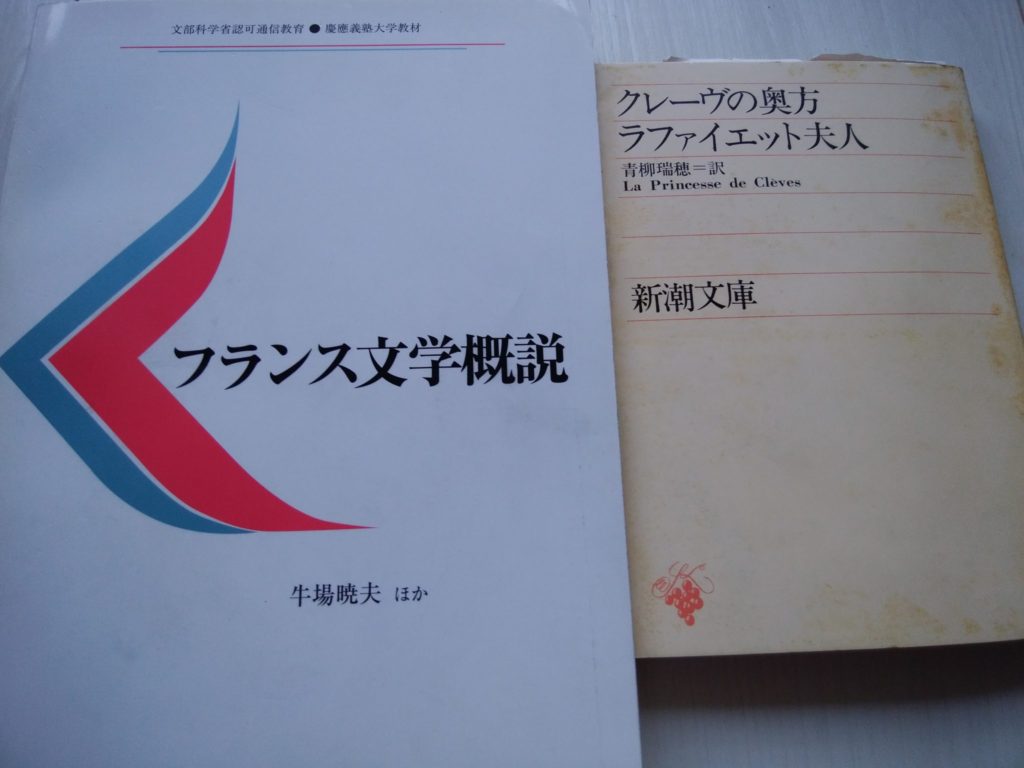 文部科学省認可通信教育 ● 慶應義塾大学教材
フランス文学概説
牛場暁夫 ほか
クレーヴの奥方
ラファイエット夫人
青柳瑞穂＝訳
La Princesse de Clèves
新潮文庫